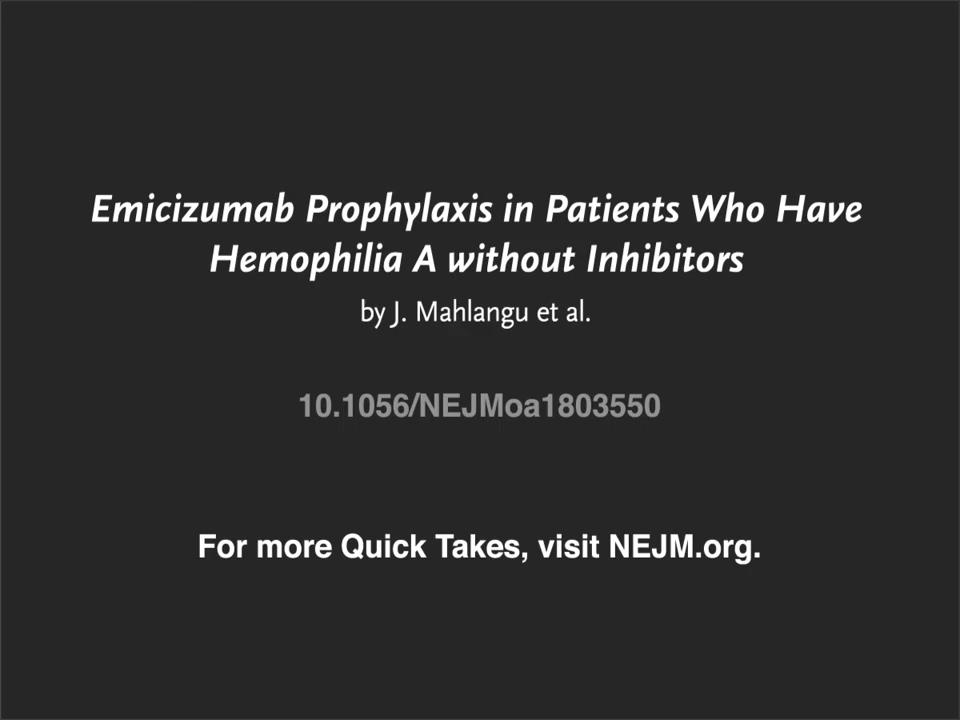 Emicizumab Prophylaxis in Patients Who Have
Hemophilia A without Inhibitors
by J. Mahlangu et al.
10.1056/NEJMoa1803550
For more Quick Takes, visit NEJM.org.